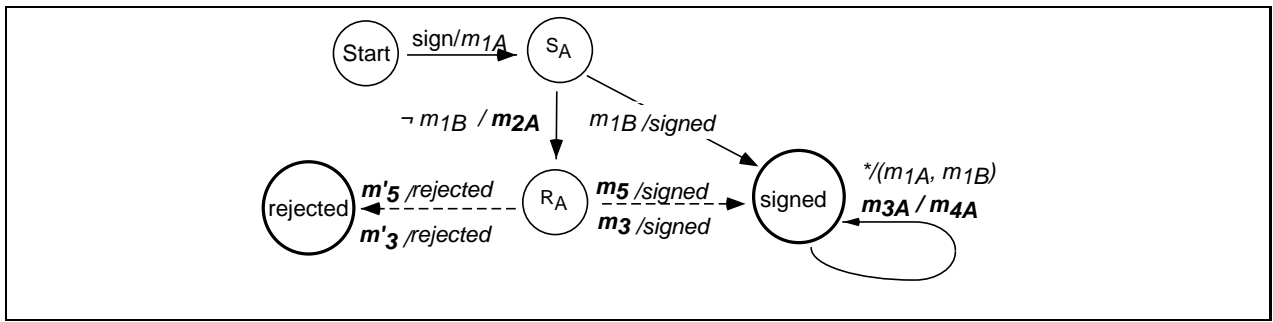 Start
sign/m1A
SA
¬ m1B / m2A
m1B /signed
rejected
m'5 /rejected
m'3 /rejected
RA
m5 /signed
m3 /signed
signed
*/(m1A, m1B)
m3A / m4A